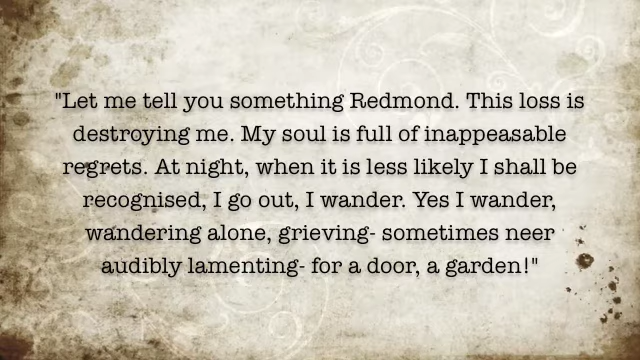 "Let me tell you something Redmond. This loss is
destroying me. My soul is full of inappeasable
regrets. At night, when it is less likely I shall be
recognised, I go out, I wander. Yes I wander,
wandering alone, grieving- sometimes neer
audibly lamenting- for a door, a garden!"